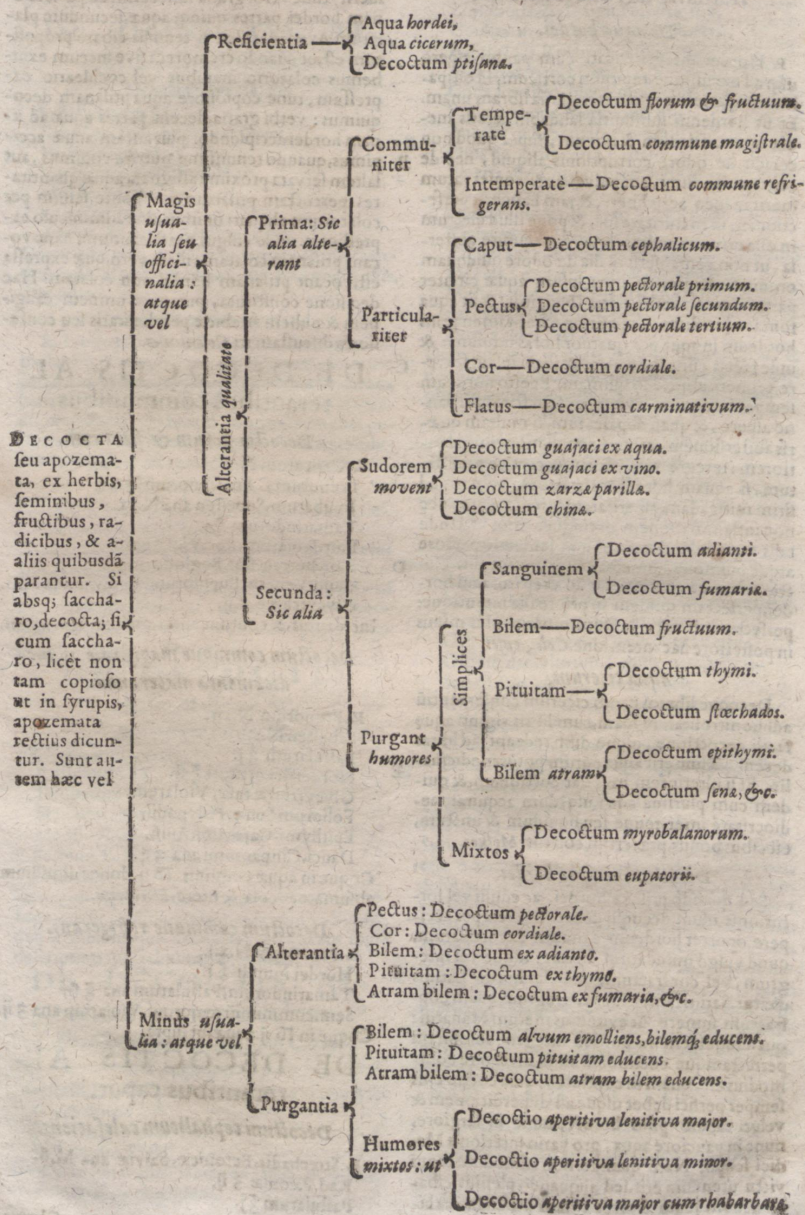 DECOCTA
seu apozema-
ta, ex herbis,
seminibus,
fructibus, ra-
dicibus, & a-
aliis quibusdā
parantur. Si
absq; saccha-
ro, decocta; si
cum saccha-
ro, licèt non
tam copioso
ut in syrupis,
apozemata
rectius dicun-
tur. Sunt au-
tem hæc vel
Magis
usua-
lia seu
offici-
nalia:
atque
vel
Reficientia
Aqua hordei,
Aqua cicerum,
Decoctum ptisanæ.
Alterantia qualitate
Prima: Sic
alia alte-
rant
Commu-
niter
Tempe-
ratè
Decoctum florum & fructuum.
Decoctum commune magistrale.
Intemperatè — Decoctum commune refri-
gerans.
Particula-
riter
Caput — Decoctum cephalicum.
Pectus
Decoctum pectorale primum.
Decoctum pectorale secundum.
Decoctum pectorale tertium.
Cor — Decoctum cordiale.
Flatus — Decoctum carminativum.
Secunda:
Sic alia
Sudorem
movent
Decoctum guajaci ex aqua.
Decoctum guajaci ex vino.
Decoctum zarzæ parillæ.
Decoctum chinæ.
Purgant
humores
Simplices
Sanguinem
Decoctum adianti.
Decoctum fumariæ.
Bilem — Decoctum fructuum.
Pituitam —
Decoctum thymi.
Decoctum stœchados.
Bilem atram
Decoctum epithymi.
Decoctum senæ, &c.
Mixtos
Decoctum myrobalanorum.
Decoctum eupatorii.
Minùs usua-
lia: atque vel
Alterantia
Pectus: Decoctum pectorale.
Cor: Decoctum cordiale.
Bilem: Decoctum ex adianto.
Pituitam: Decoctum ex thymo.
Atram bilem: Decoctum ex fumaria, &c.
Purgantia
Bilem: Decoctum alvum emolliens, bilemq; educens.
Pituitam: Decoctum pituitam educens.
Atram bilem: Decoctum atram bilem educens.
Humores
mixtos: ut
Decoctio aperitiva lenitiva major.
Decoctio aperitiva lenitiva minor.
Decoctio aperitiva major cum rhabarbaro.